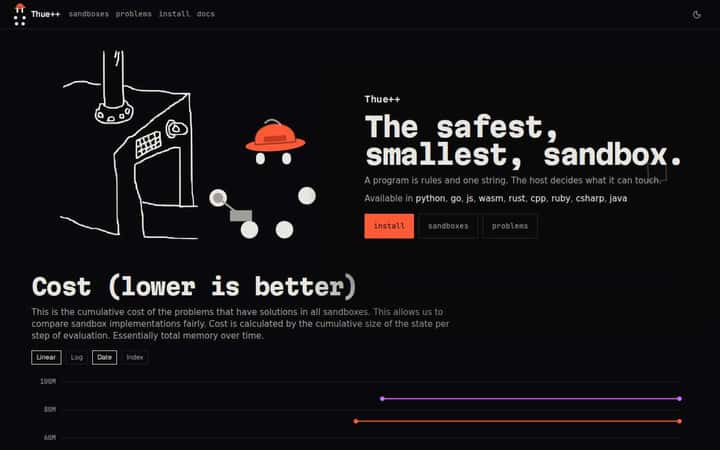 Thue++ sandboxes problems install docs
Thue++
The safest,
smallest, sandbox.
A program is rules and one string. The host decides what it can touch.
Available in python, go, js, wasm, rust, cpp, ruby, csharp, java
install sandboxes problems
Cost (lower is better)
This is the cumulative cost of the problems that have solutions in all sandboxes. This allows us to
compare sandbox implementations fairly. Cost is calculated by the cumulative size of the state per
step of evaluation. Essentially total memory over time.
Linear Log Date Index
100M
80M
60M